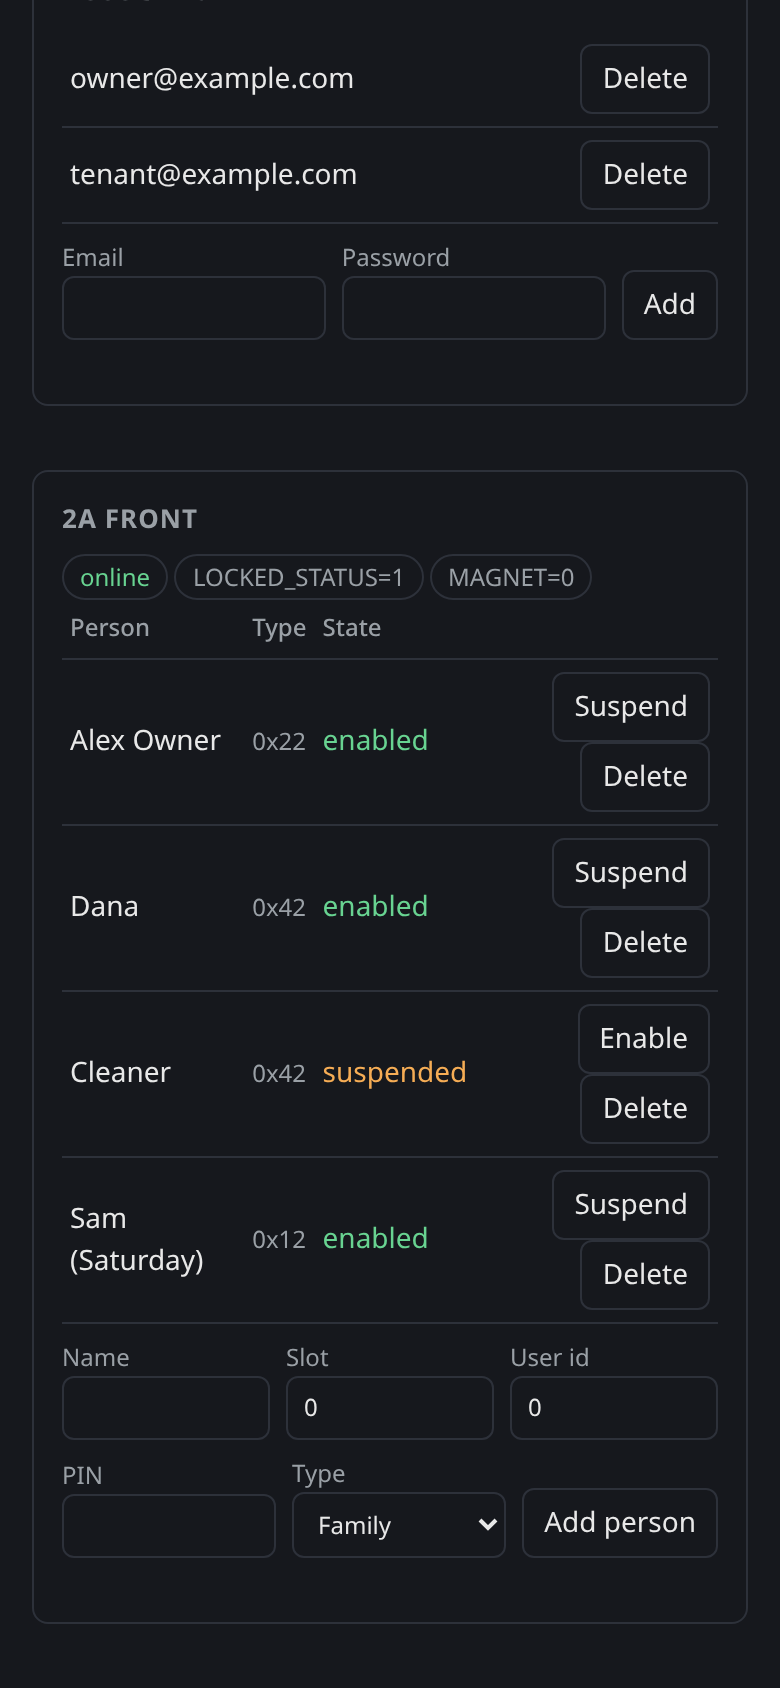 owner@example.com Delete
tenant@example.com Delete
Email Password
Add
2A FRONT
online LOCKED_STATUS=1 MAGNET=0
Person Type State
Alex Owner 0x22 enabled Suspend
Delete
Dana 0x42 enabled Suspend
Delete
Cleaner 0x42 suspended Enable
Delete
Sam
(Saturday) 0x12 enabled Suspend
Delete
Name Slot User id
0 0
PIN Type
Family Add person